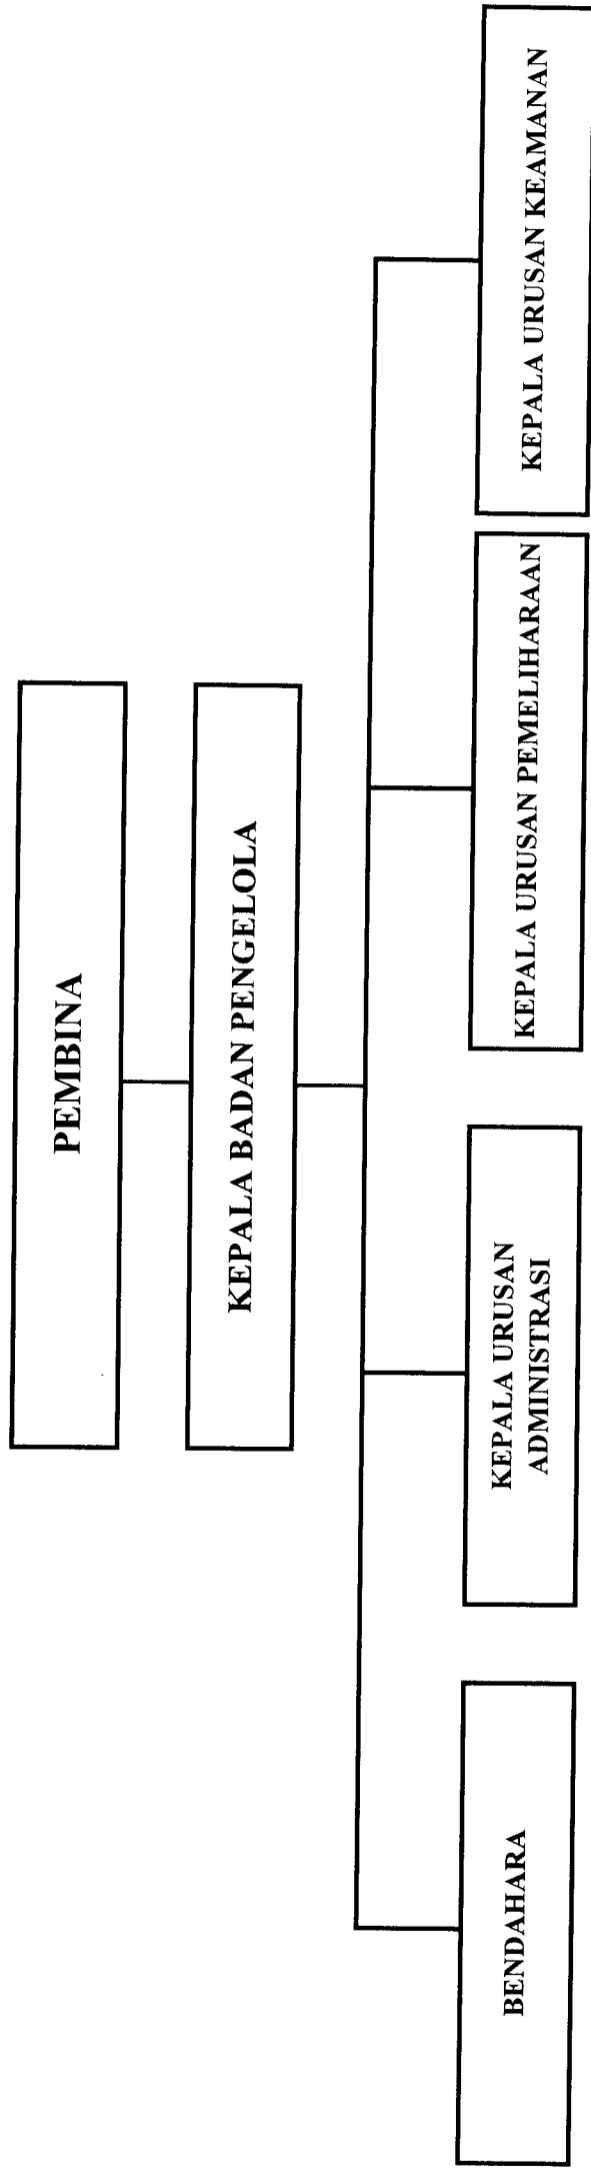 PEMBINA
KEPALA BADAN PENGELOLA
BENDAHARA
KEPALA URUSAN
ADMINISTRASI
KEPALA URUSAN PEMELIHARAAN
KEPALA URUSAN KEAMANAN